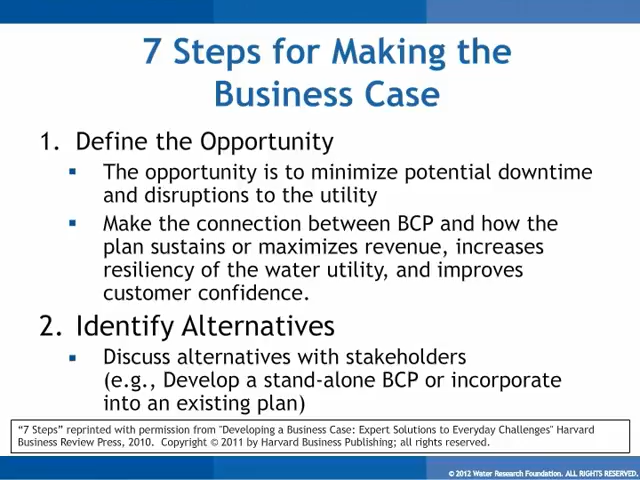 7 Steps for Making the
Business Case
1. Define the Opportunity
▪ The opportunity is to minimize potential downtime
and disruptions to the utility
▪ Make the connection between BCP and how the
plan sustains or maximizes revenue, increases
resiliency of the water utility, and improves
customer confidence.
2. Identify Alternatives
▪ Discuss alternatives with stakeholders
(e.g., Develop a stand-alone BCP or incorporate
into an existing plan)
“7 Steps” reprinted with permission from "Developing a Business Case: Expert Solutions to Everyday Challenges" Harvard
Business Review Press, 2010. Copyright © 2011 by Harvard Business Publishing; all rights reserved.
© 2012 Water Research Foundation. ALL RIGHTS RESERVED.